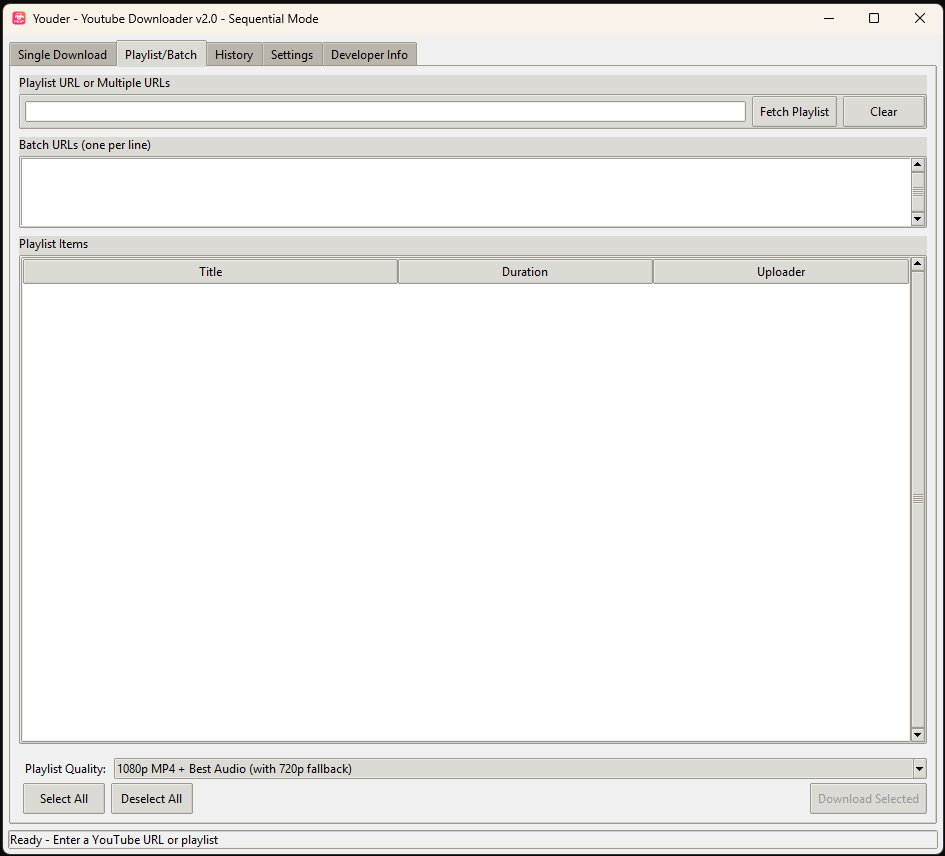 Youder - Youtube Downloader v2.0 - Sequential Mode
Single Download Playlist/Batch History Settings Developer Info
Playlist URL or Multiple URLs
Fetch Playlist Clear
Batch URLs (one per line)
Playlist Items
Title Duration Uploader
Playlist Quality: 1080p MP4 + Best Audio (with 720p fallback)
Select All Deselect All Download Selected
Ready - Enter a YouTube URL or playlist